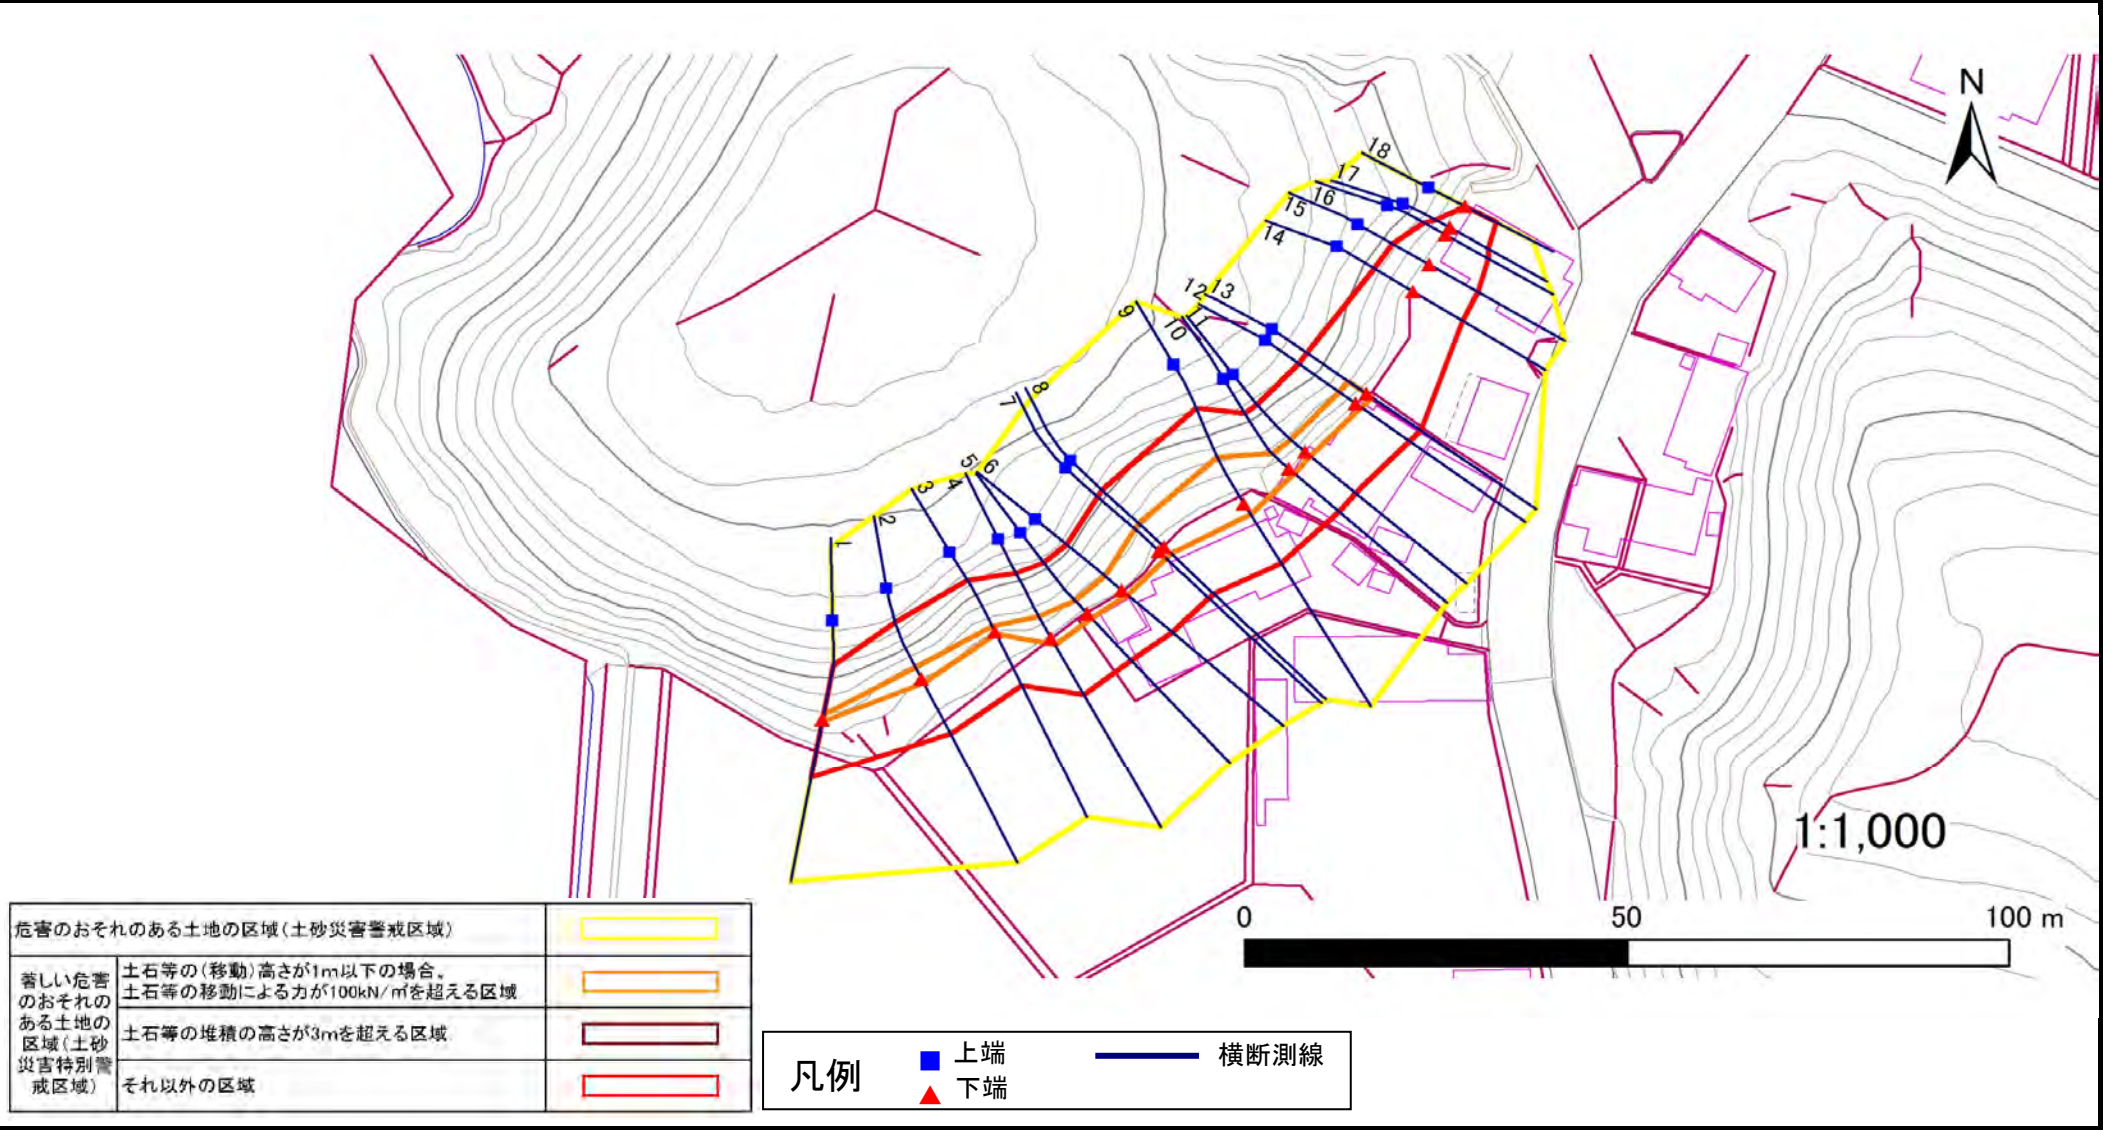 N
18
17
16
15
14
13
12
11
10
9
8
7
6
5
4
3
2
1
1:1,000
0 50 100 m
危害のおそれのある土地の区域(土砂災害警戒区域)
著しい危害
のおそれの
ある土地の
区域(土砂
災害特別警
戒区域)
土石等の(移動)高さが1m以下の場合、
土石等の移動による力が100kN/㎡を超える区域
土石等の堆積の高さが3mを超える区域
それ以外の区域
凡例
上端
下端
横断測線